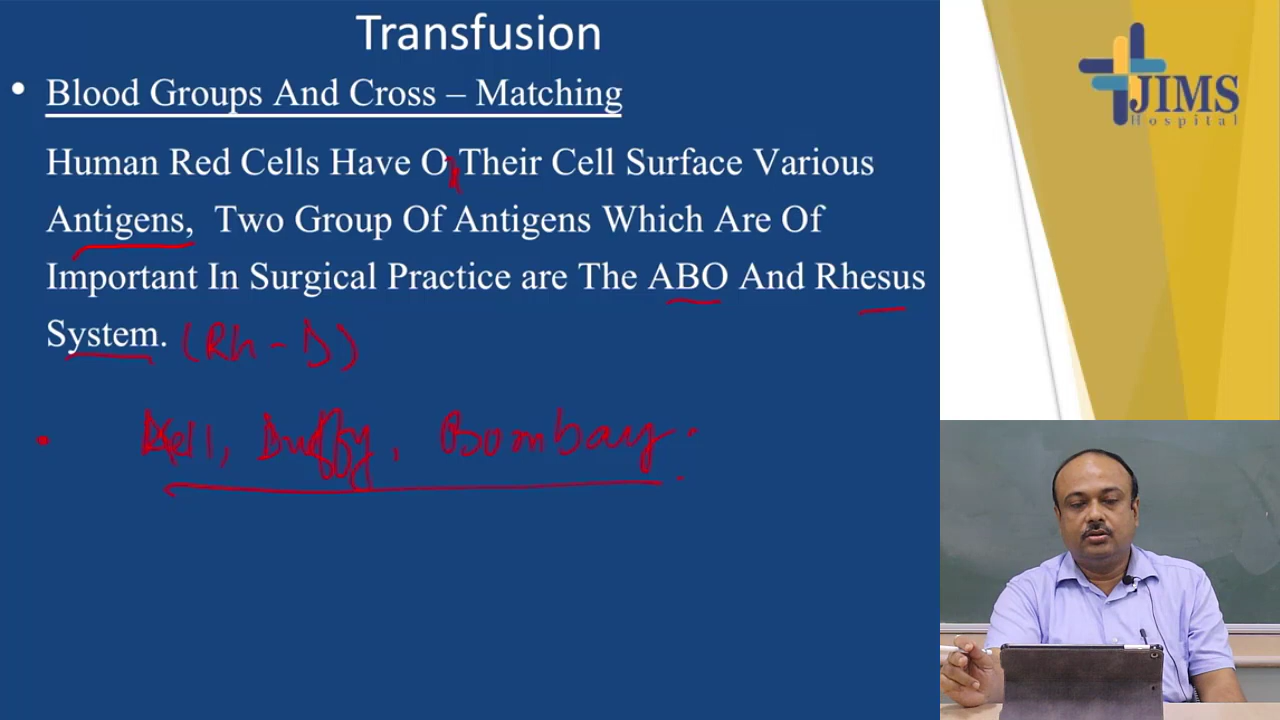 Transfusion
• Blood Groups And Cross – Matching
Human Red Cells Have On Their Cell Surface Various
Antigens, Two Group Of Antigens Which Are Of
Important In Surgical Practice are The ABO And Rhesus
System. (Rh - D)
• Kell, Duffy, Bombay.
JIMS
Hospital